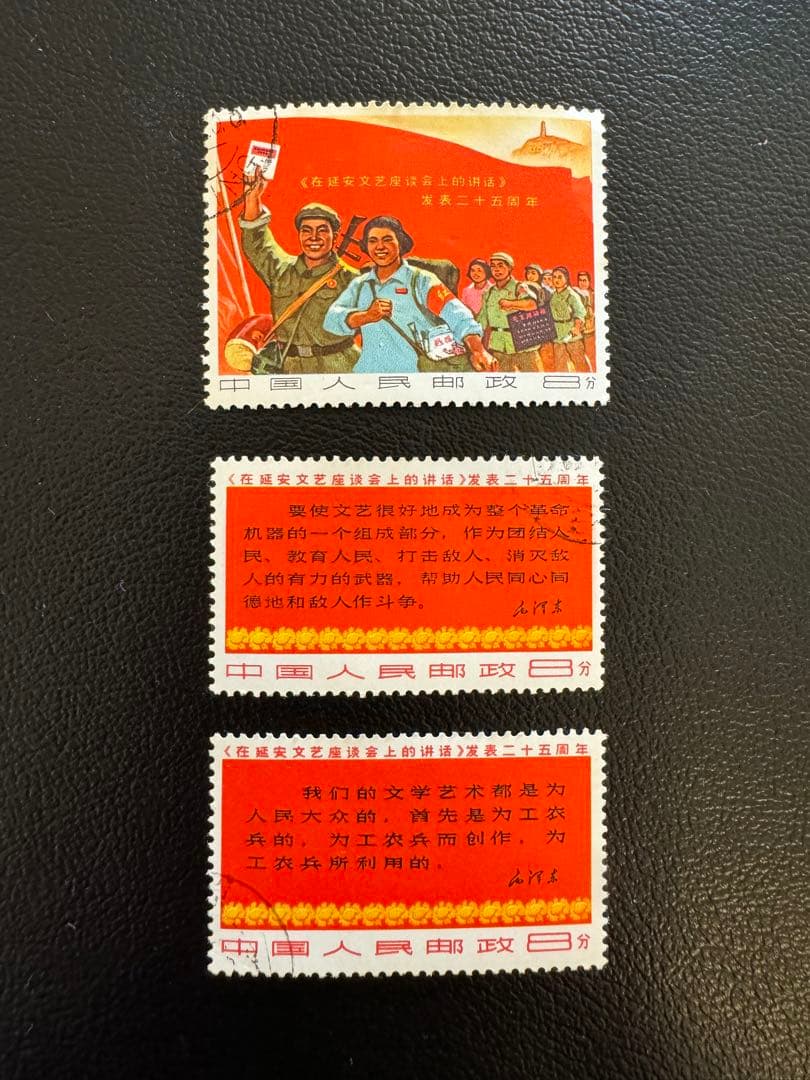 《在延安文艺座谈会上的讲话》
发表二十五周年
中国人民邮政8分
《在延安文艺座谈会上的讲话》发表二十五周年
要使文艺很好地成为整个革命
机器的一个组成部分，作为团结人
民、教育人民、打击敌人、消灭敌
人的有力的武器，帮助人民同心同
德地和敌人作斗争。
毛泽东
中国人民邮政8分
《在延安文艺座谈会上的讲话》发表二十五周年
我们的文学艺术都是为
人民大众的，首先是为工农
兵的，为工农兵而创作，为
工农兵所利用的。
毛泽东
中国人民邮政8分